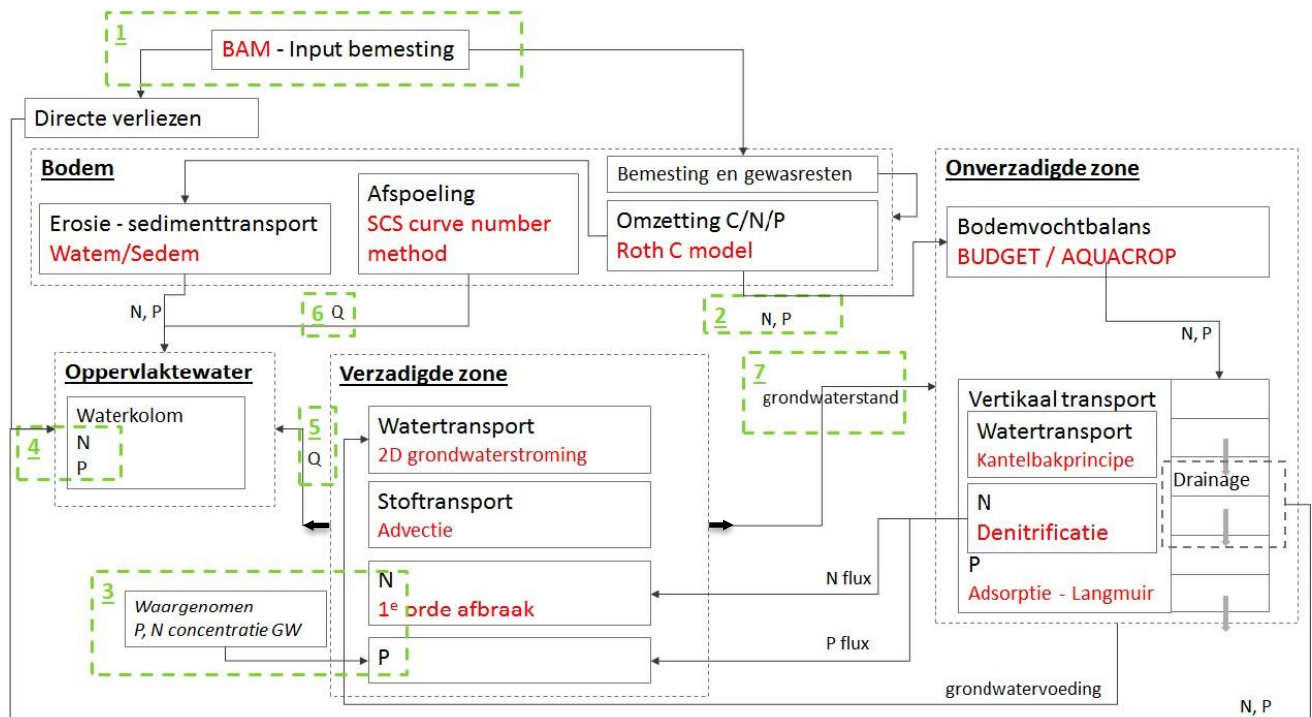 1
BAM - Input bemesting
Directe verliezen
Bodem
Bemesting en gewasresten
Afspoeling
SCS curve number
method
Erosie - sedimenttransport
Watem/Sedem
Omzetting C/N/P
Roth C model
N, P
6 Q
2
N, P
Onverzadigde zone
Bodemvochtbalans
BUDGET / AQUACROP
N, P
Oppervlaktewater
Waterkolom
N
P
4
5
Q
Verzadigde zone
Watertransport
2D grondwaterstroming
Stoftransport
Advectie
N
1e orde afbraak
P
3
Waargenomen
P, N concentratie GW
7
grondwaterstand
Vertikaal transport
Watertransport
Kantelbakprincipe
Drainage
N
Denitrificatie
P
Adsorptie - Langmuir
N flux
P flux
grondwatervoeding
N, P